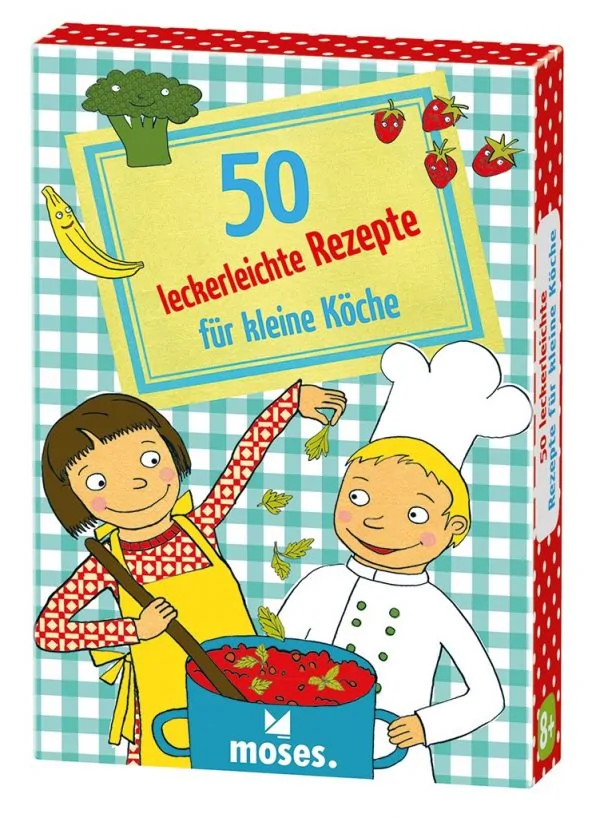 50
leckerleichte Rezepte
für kleine Köche
moses.
50 leckerleichte
Rezepte für kleine Köche
8+